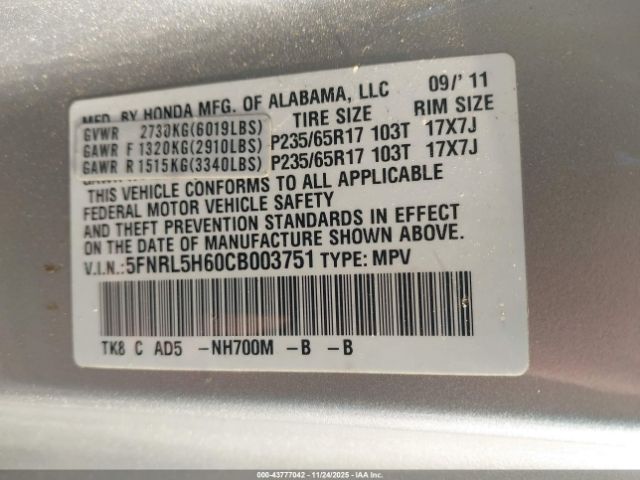 MFD. BY HONDA MFG. OF ALABAMA, LLC 09/'11
TIRE SIZE RIM SIZE
GVWR 2730KG(6019LBS)
GAWR F 1320KG(2910LBS) P235/65R17 103T 17X7J
GAWR R 1515KG(3340LBS) P235/65R17 103T 17X7J
THIS VEHICLE CONFORMS TO ALL APPLICABLE
FEDERAL MOTOR VEHICLE SAFETY
AND THEFT PREVENTION STANDARDS IN EFFECT
ON THE DATE OF MANUFACTURE SHOWN ABOVE.
V.I.N.:5FNRL5H60CB003751 TYPE: MPV
TK8 C AD5 -NH700M -B -B
000-43777042 - 11/24/2025 - IAA Inc.